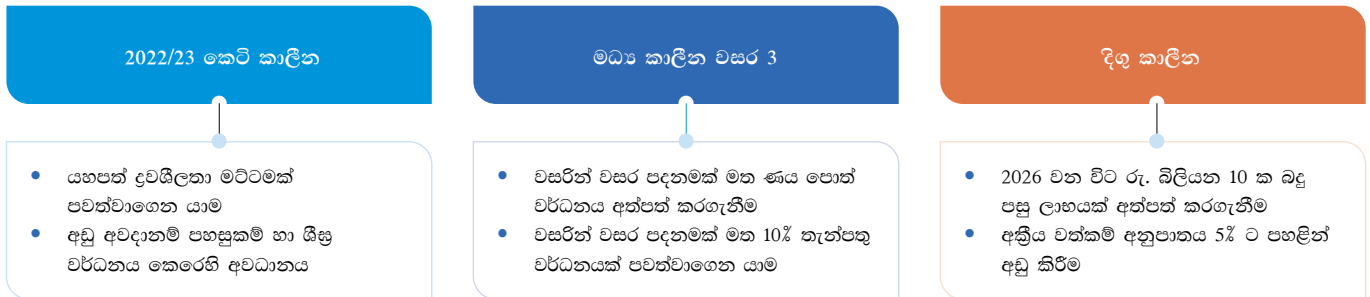 2022/23 කෙටි කාලීන
යහපත් ද්‍රවශීලතා මට්ටමක්
පවත්වාගෙන යාම
අඩු අවදානම් පහසුකම් හා ශීඝ්‍ර
වර්ධනය කෙරෙහි අවධානය
මධ්‍ය කාලීන වසර 3
වසරින් වසර පදනමක් මත ණය පොත්
වර්ධනය අත්පත් කරගැනීම
වසරින් වසර පදනමක් මත 10% තැන්පතු
වර්ධනයක් පවත්වාගෙන යාම
දිගු කාලීන
2026 වන විට රු. බිලියන 10 ක බදු
පසු ලාභයක් අත්පත් කරගැනීම
අක්‍රීය වත්කම් අනුපාතය 5% ට පහළින්
අඩු කිරීම